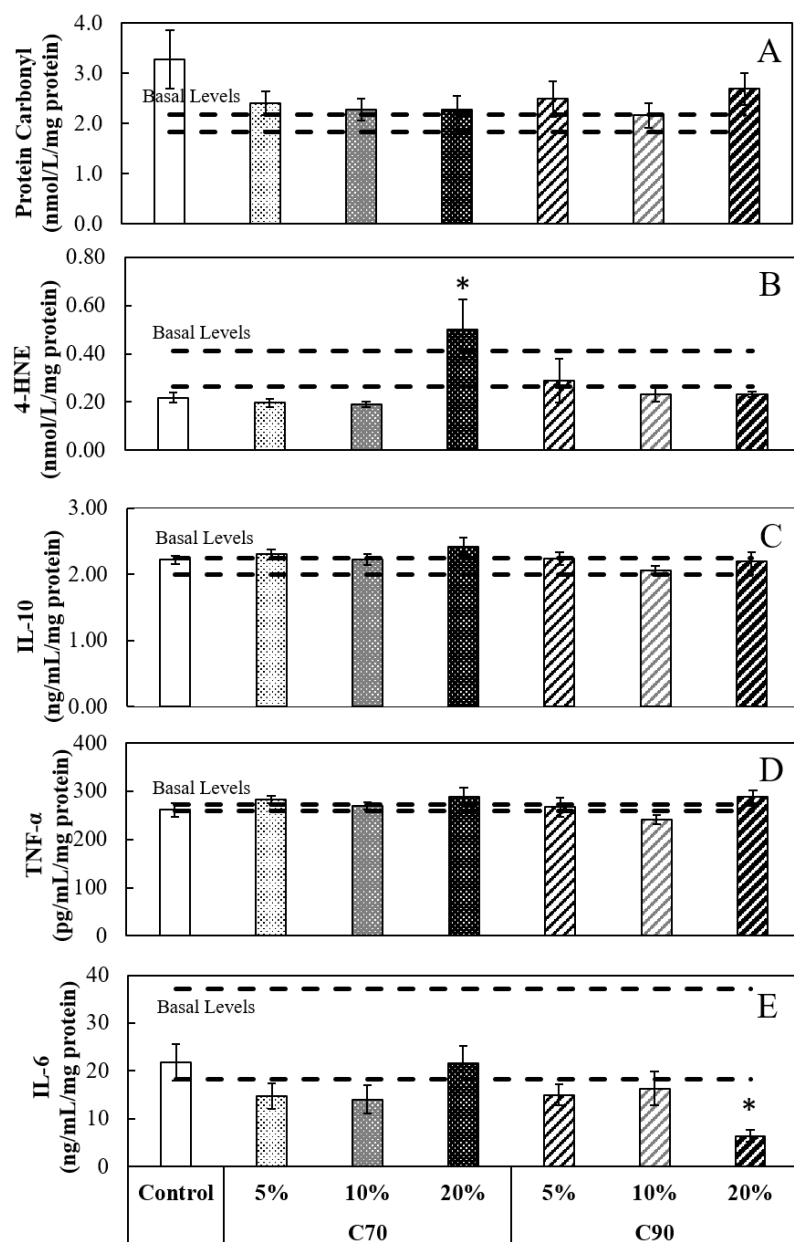 Protein Carbonyl
(nmol/L/mg protein)
4.0
3.0
2.0
1.0
0.0
Basal Levels
A
4-HNE
(nmol/L/mg protein)
0.80
0.60
0.40
0.20
0.00
Basal Levels
*
B
IL-10
(ng/mL/mg protein)
3.00
2.00
1.00
0.00
Basal Levels
C
TNF-α
(pg/mL/mg protein)
400
300
200
100
0
Basal Levels
D
IL-6
(ng/mL/mg protein)
40
30
20
10
0
Basal Levels
E
*
Control 5% 10% 20% 5% 10% 20%
C70 C90